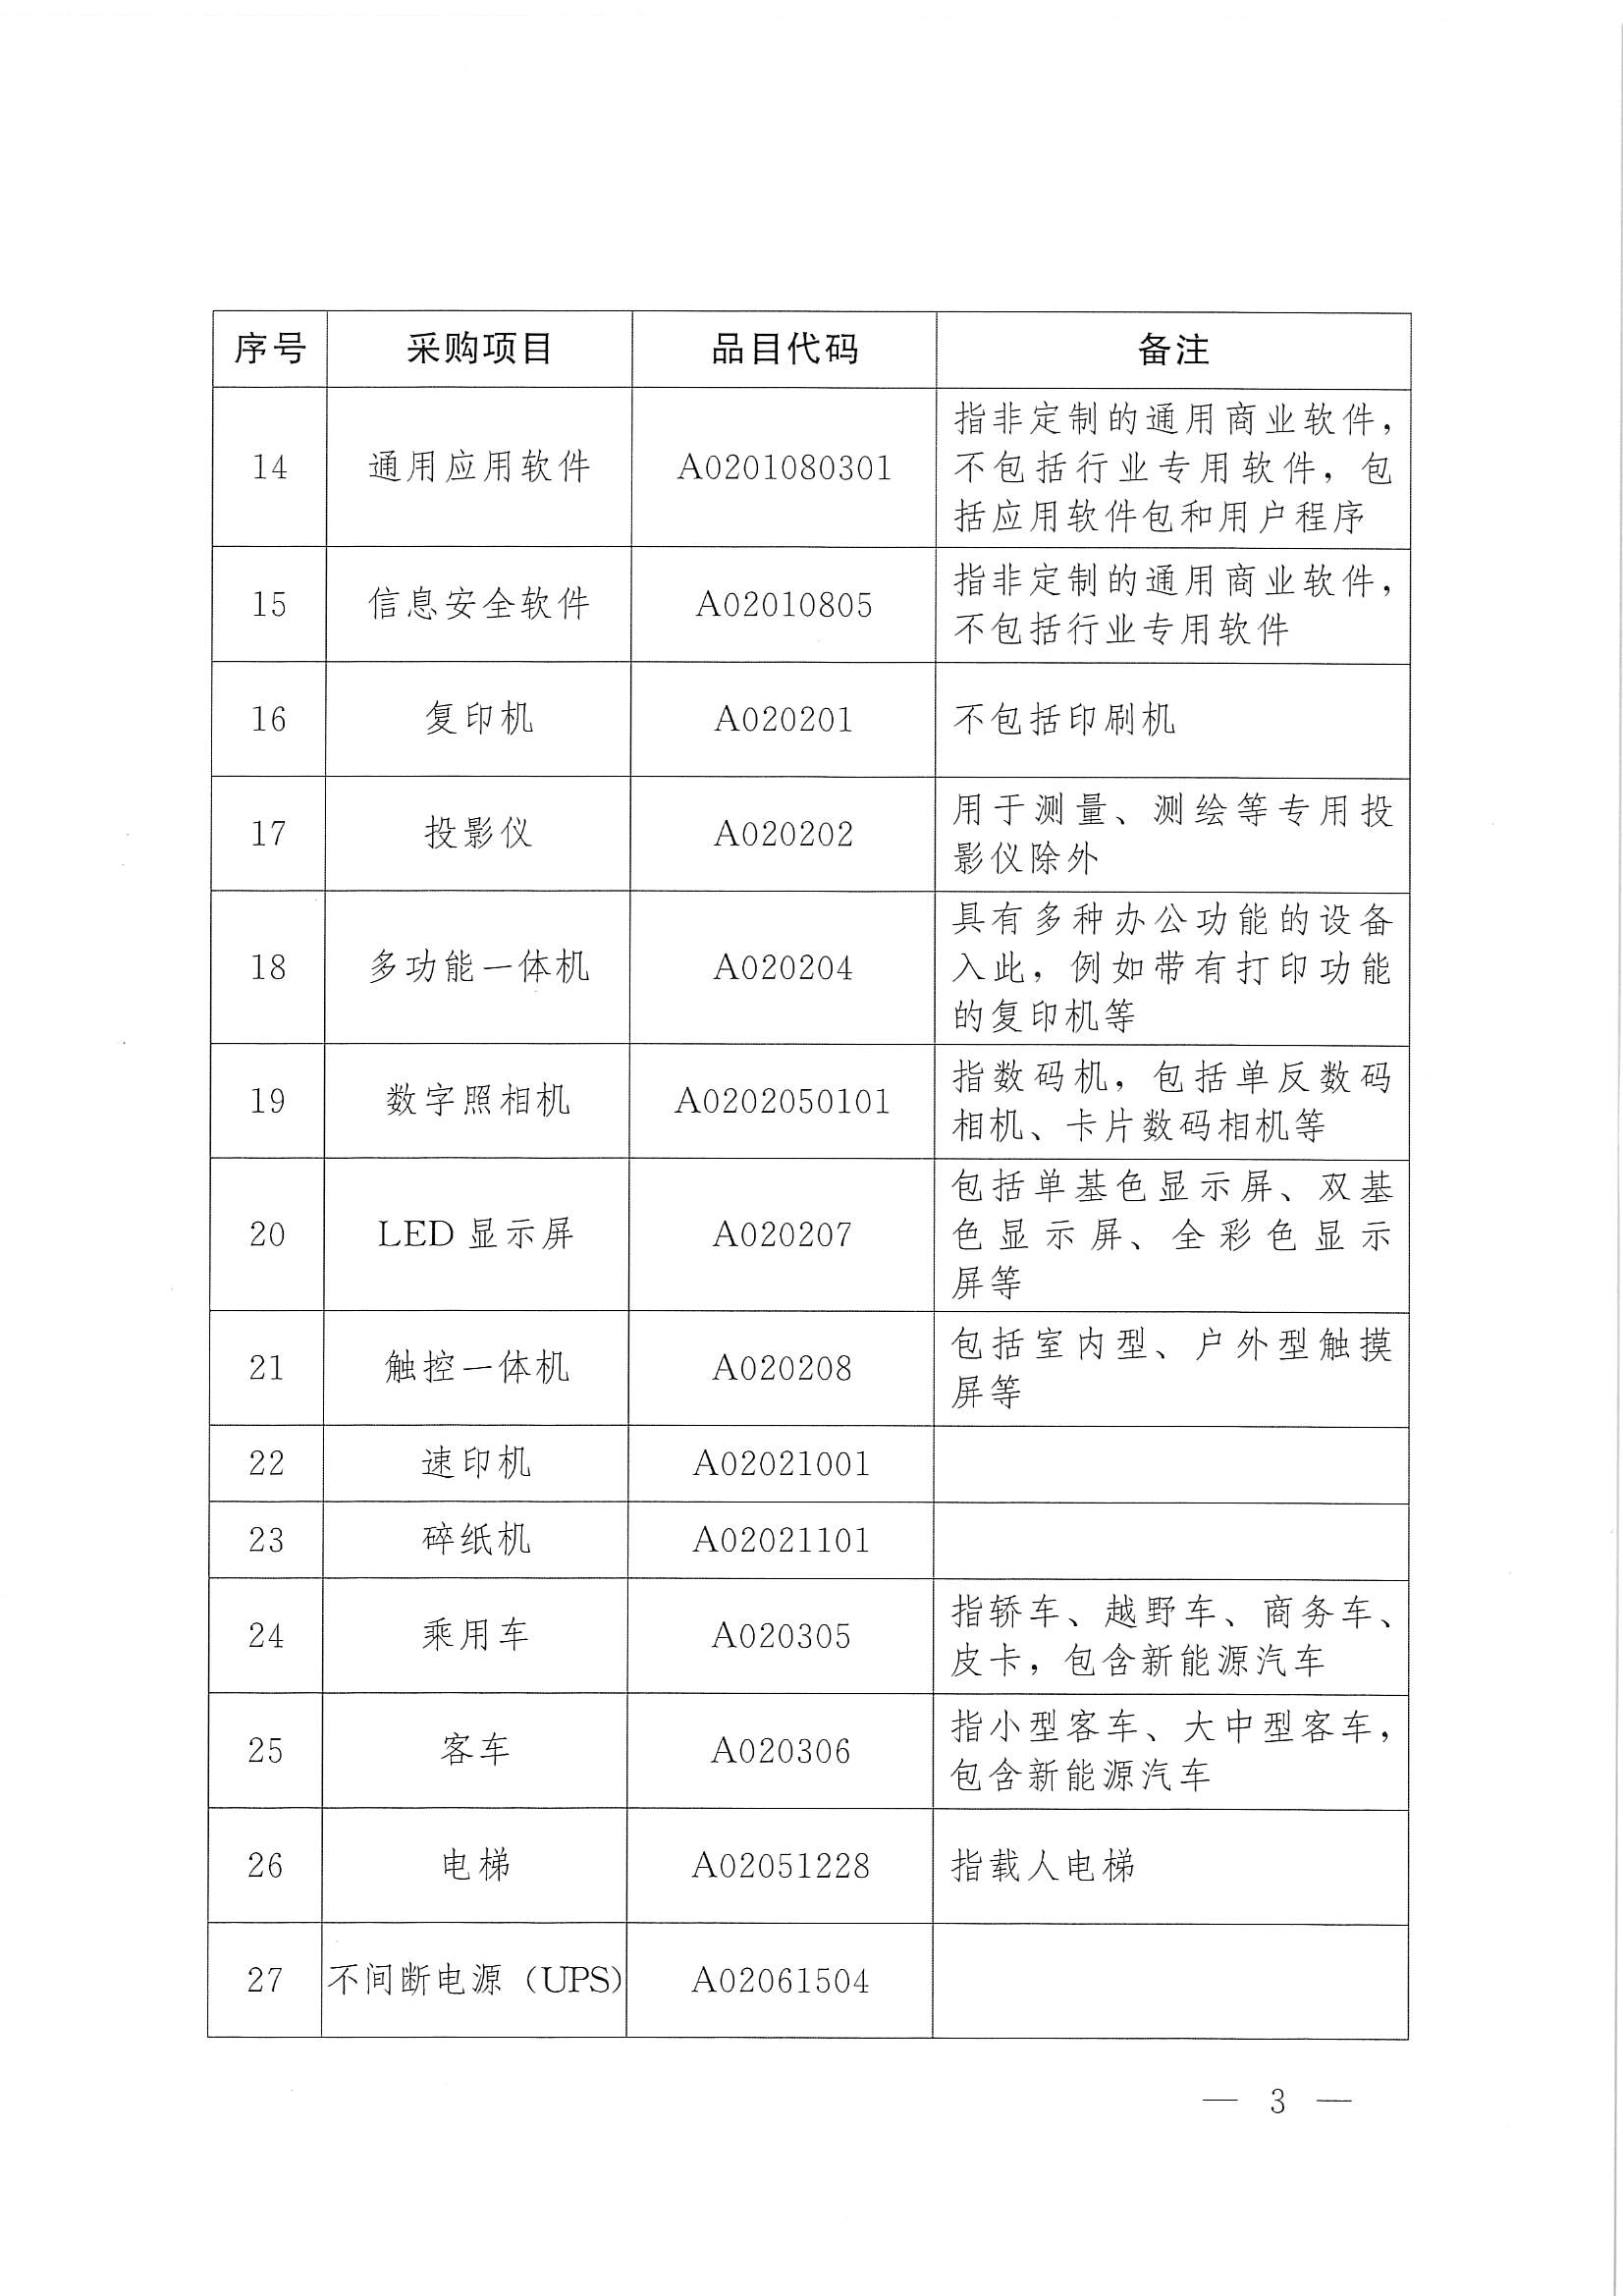 序号 采购项目 品目代码 备注
14 通用应用软件 A0201080301 指非定制的通用商业软件，
不包括行业专用软件，包
括应用软件包和用户程序
15 信息安全软件 A02010805 指非定制的通用商业软件，
不包括行业专用软件
16 复印机 A020201 不包括印刷机
17 投影仪 A020202 用于测量、测绘等专用投
影仪除外
18 多功能一体机 A020204 具有多种办公功能的设备
入此，例如带有打印功能
的复印机等
19 数字照相机 A0202050101 指数码机，包括单反数码
相机、卡片数码相机等
20 LED 显示屏 A020207 包括单基色显示屏、双基
色显示屏、全彩色显示
屏等
21 触控一体机 A020208 包括室内型、户外型触摸
屏等
22 速印机 A02021001
23 碎纸机 A02021101
24 乘用车 A020305 指轿车、越野车、商务车、
皮卡，包含新能源汽车
25 客车 A020306 指小型客车、大中型客车，
包含新能源汽车
26 电梯 A02051228 指载人电梯
27 不间断电源（UPS） A02061504
— 3 —